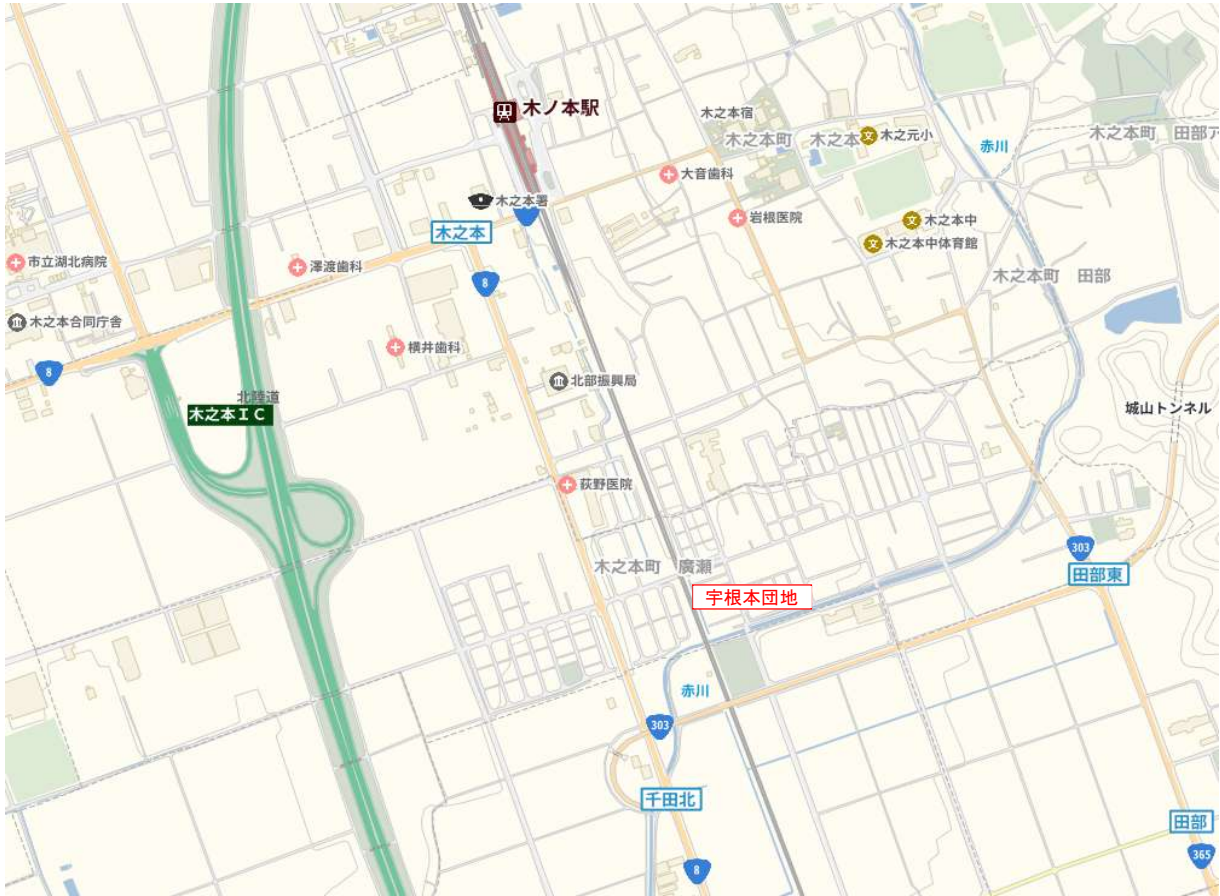 木ノ本駅
木之本宿
木之本町 木之本
木之元小
赤川
木之本町 田部ア
大音歯科
木之本署
岩根医院
木之本中
木之本中体育館
木之本
市立湖北病院
澤渡歯科
8
木之本町 田部
木之本合同庁舎
横井歯科
8
北部振興局
北陸道
木之本ＩＣ
城山トンネル
荻野医院
303
木之本町 廣瀬
田部東
宇根本団地
赤川
303
千田北
田部
365
8